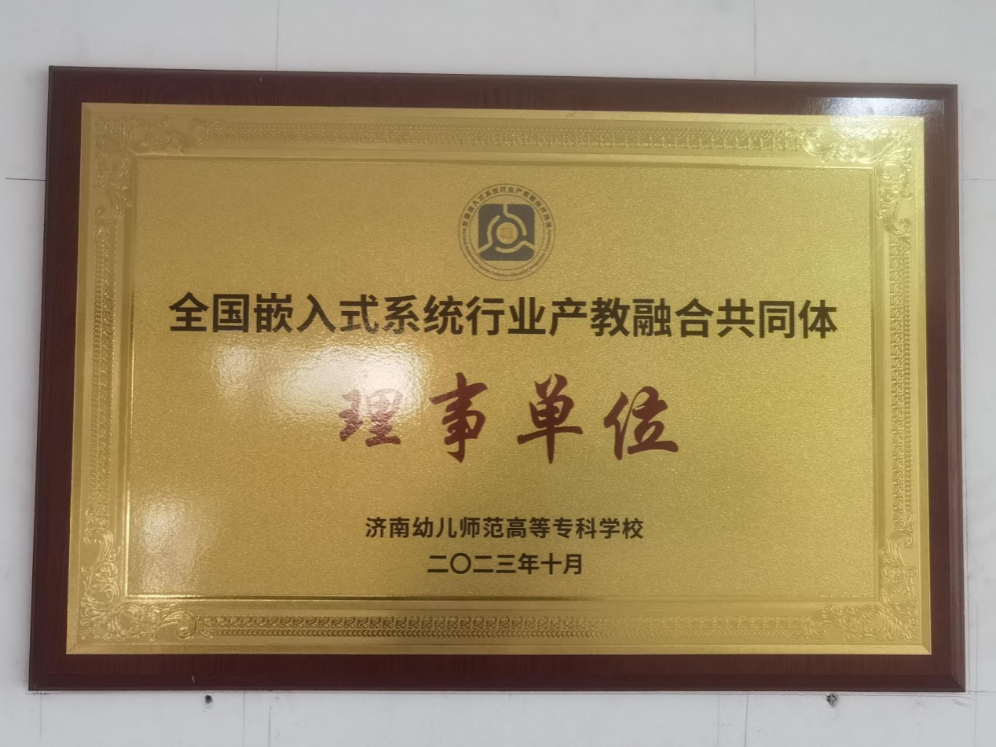 全国嵌入式系统行业产教融合共同体
理事单位
济南幼儿师范高等专科学校
二〇二三年十月